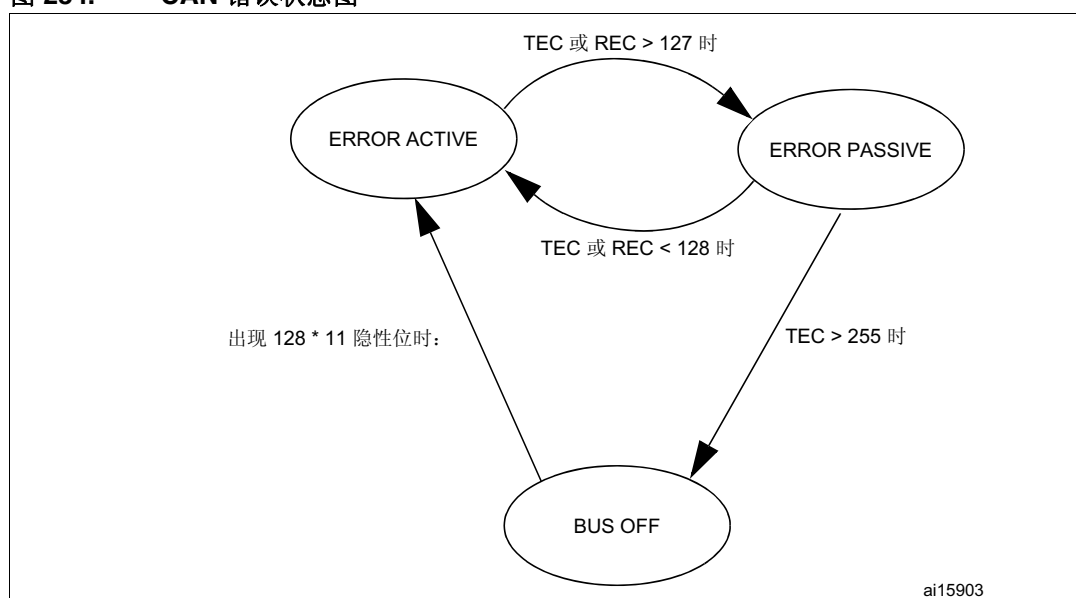 TEC 或 REC > 127 时
ERROR ACTIVE
ERROR PASSIVE
TEC 或 REC < 128 时
出现 128 * 11 隐性位时:
TEC > 255 时
BUS OFF
ai15903